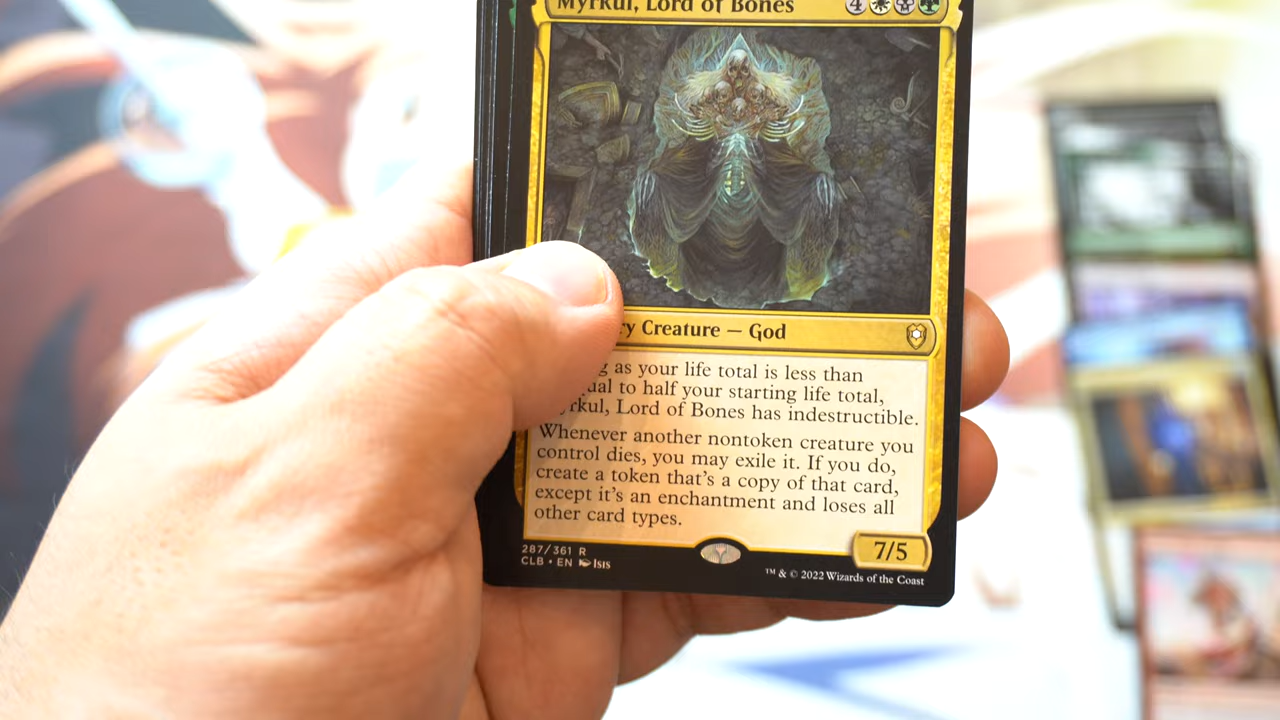 Myrkul, Lord of Bones 4
ry Creature — God
g as your life total is less than
ual to half your starting life total,
yrkul, Lord of Bones has indestructible.
Whenever another nontoken creature you
control dies, you may exile it. If you do,
create a token that's a copy of that card,
except it's an enchantment and loses all
other card types.
7/5
287/361 R
CLB • EN Isis
™ & © 2022 Wizards of the Coast